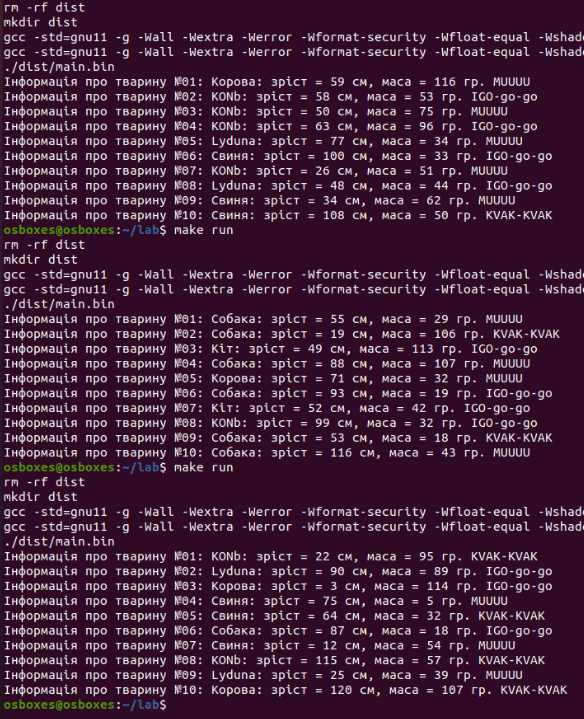 rm -rf dist
mkdir dist
gcc -std=gnu11 -g -Wall -Wextra -Werror -Wformat-security -Wfloat-equal -Wshade
gcc -std=gnu11 -g -Wall -Wextra -Werror -Wformat-security -Wfloat-equal -Wshade
./dist/main.bin
Інформація про тварину №01: Корова: зріст = 59 см, маса = 116 гр. MUUUU
Інформація про тварину №02: KONb: зріст = 58 см, маса = 53 гр. IGO-go-go
Інформація про тварину №03: KONb: зріст = 50 см, маса = 75 гр. MUUUU
Інформація про тварину №04: KONb: зріст = 63 см, маса = 96 гр. IGO-go-go
Інформація про тварину №05: Lyduna: зріст = 77 см, маса = 34 гр. MUUUU
Інформація про тварину №06: Свиня: зріст = 100 см, маса = 33 гр. IGO-go-go
Інформація про тварину №07: KONb: зріст = 26 см, маса = 51 гр. MUUUU
Інформація про тварину №08: Lyduna: зріст = 48 см, маса = 44 гр. IGO-go-go
Інформація про тварину №09: Свиня: зріст = 34 см, маса = 62 гр. MUUUU
Інформація про тварину №10: Свиня: зріст = 108 см, маса = 50 гр. KVAK-KVAK
osboxes@osboxes:~/lab$ make run
rm -rf dist
mkdir dist
gcc -std=gnu11 -g -Wall -Wextra -Werror -Wformat-security -Wfloat-equal -Wshade
gcc -std=gnu11 -g -Wall -Wextra -Werror -Wformat-security -Wfloat-equal -Wshade
./dist/main.bin
Інформація про тварину №01: Собака: зріст = 55 см, маса = 29 гр. MUUUU
Інформація про тварину №02: Собака: зріст = 19 см, маса = 106 гр. KVAK-KVAK
Інформація про тварину №03: Кіт: зріст = 49 см, маса = 113 гр. IGO-go-go
Інформація про тварину №04: Собака: зріст = 88 см, маса = 107 гр. MUUUU
Інформація про тварину №05: Корова: зріст = 71 см, маса = 32 гр. MUUUU
Інформація про тварину №06: Собака: зріст = 93 см, маса = 19 гр. IGO-go-go
Інформація про тварину №07: Кіт: зріст = 52 см, маса = 42 гр. IGO-go-go
Інформація про тварину №08: KONb: зріст = 99 см, маса = 32 гр. IGO-go-go
Інформація про тварину №09: Собака: зріст = 53 см, маса = 18 гр. KVAK-KVAK
Інформація про тварину №10: Собака: зріст = 116 см, маса = 43 гр. MUUUU
osboxes@osboxes:~/lab$ make run
rm -rf dist
mkdir dist
gcc -std=gnu11 -g -Wall -Wextra -Werror -Wformat-security -Wfloat-equal -Wshade
gcc -std=gnu11 -g -Wall -Wextra -Werror -Wformat-security -Wfloat-equal -Wshade
./dist/main.bin
Інформація про тварину №01: KONb: зріст = 22 см, маса = 95 гр. KVAK-KVAK
Інформація про тварину №02: Lyduna: зріст = 90 см, маса = 89 гр. IGO-go-go
Інформація про тварину №03: Корова: зріст = 3 см, маса = 114 гр. IGO-go-go
Інформація про тварину №04: Свиня: зріст = 75 см, маса = 5 гр. MUUUU
Інформація про тварину №05: Свиня: зріст = 64 см, маса = 32 гр. KVAK-KVAK
Інформація про тварину №06: Собака: зріст = 87 см, маса = 18 гр. IGO-go-go
Інформація про тварину №07: Свиня: зріст = 12 см, маса = 54 гр. MUUUU
Інформація про тварину №08: KONb: зріст = 115 см, маса = 57 гр. KVAK-KVAK
Інформація про тварину №09: Lyduna: зріст = 25 см, маса = 39 гр. MUUUU
Інформація про тварину №10: Корова: зріст = 120 см, маса = 107 гр. KVAK-KVAK
osboxes@osboxes:~/lab$